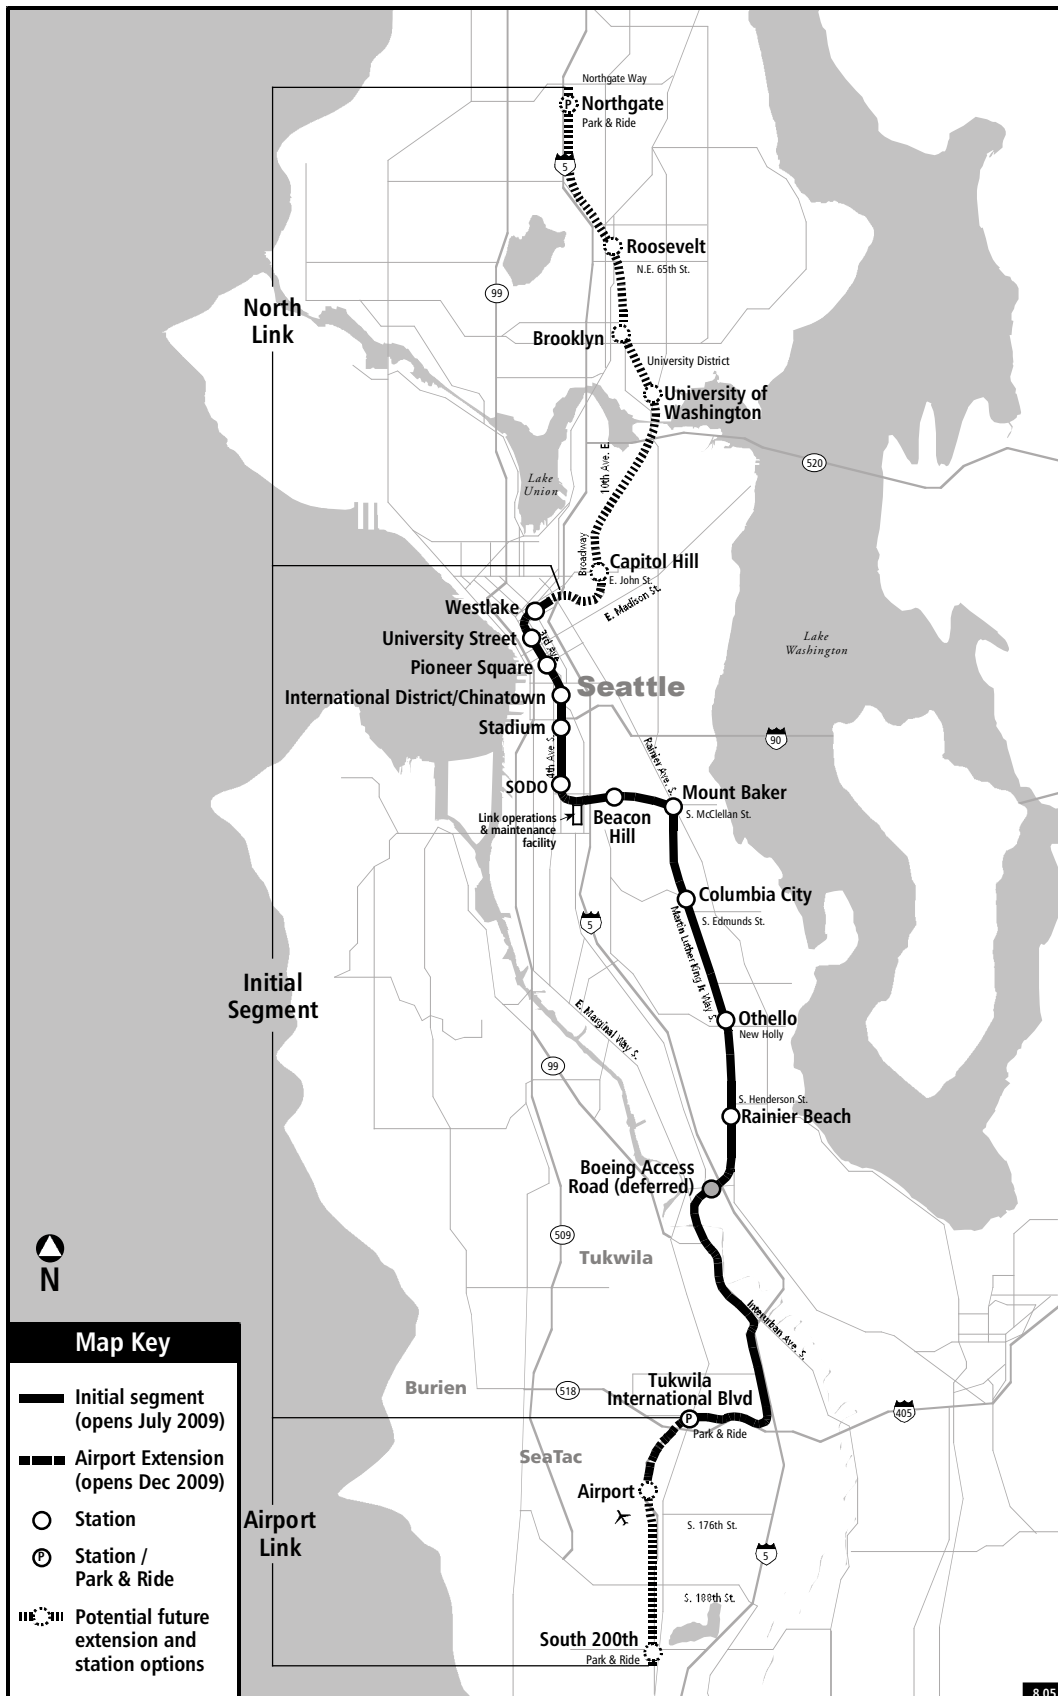 Northgate Way
P
Northgate
Park & Ride
5
Roosevelt
N.E. 65th St.
99
North
Link
Brooklyn
University District
University of
Washington
10th Ave. E.
520
Lake
Union
Broadway
Capitol Hill
E. John St.
E. Madison St.
Westlake
3rd Ave.
University Street
Lake
Washington
Pioneer Square
Seattle
International District/Chinatown
Stadium
4th Ave S.
90
Rainier Ave. S.
SODO
Mount Baker
S. McClellan St.
Link operations
& maintenance
facility
Beacon
Hill
Columbia City
S. Edmunds St.
5
Martin Luther King Jr. Way S.
Initial
Segment
Othello
New Holly
E. Marginal Way S.
99
S. Henderson St.
Rainier Beach
Boeing Access
Road (deferred)
509
N
Tukwila
Interurban Ave. S.
Burien
518
Tukwila
International Blvd
P
Park & Ride
405
SeaTac
Airport
Airport
Link
S. 176th St.
5
S. 188th St.
South 200th
Park & Ride
Map Key
Initial segment
(opens July 2009)
Airport Extension
(opens Dec 2009)
Station
P
Station /
Park & Ride
Potential future
extension and
station options
8.05